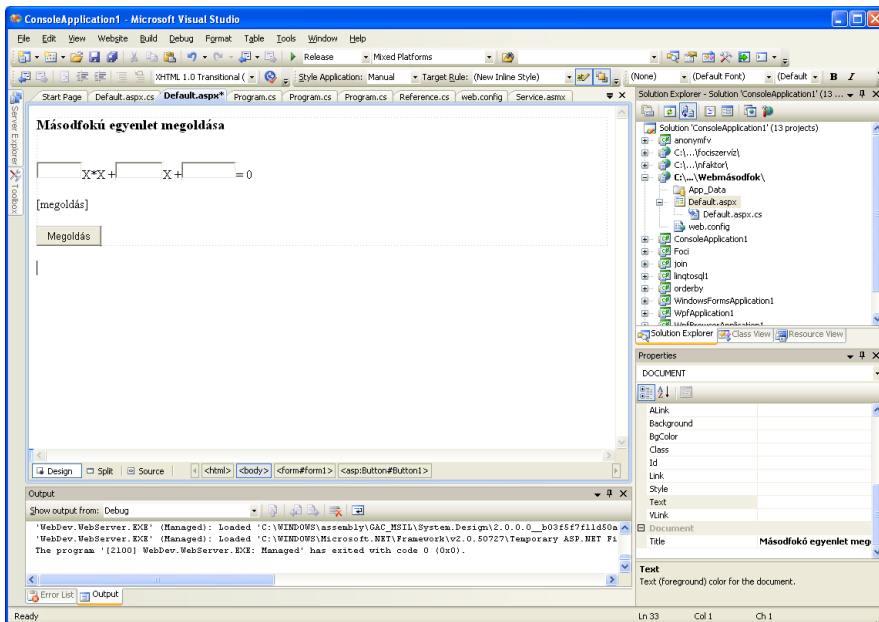 ConsoleApplication1 - Microsoft Visual Studio
File Edit View Website Build Debug Format Table Tools Window Help
Release Mixed Platforms
XHTML 1.0 Transitional ( Style Application: Manual Target Rule: (New Inline Style) (None) (Default Font) (Default B I
Server Explorer
Toolbox
Start Page Default.aspx.cs Default.aspx* Program.cs Program.cs Program.cs Reference.cs web.config Service.asmx
Másodfokú egyenlet megoldása
X*X + X + = 0
[megoldás]
Megoldás
Design Split Source <html> <body> <form#form1> <asp:Button#Button1>
Output
Show output from: Debug
'WebDev.WebServer.EXE' (Managed): Loaded 'C:\WINDOWS\assembly\GAC_MSIL\System.Design\2.0.0.0__b03f5f7f11d50a
'WebDev.WebServer.EXE' (Managed): Loaded 'C:\WINDOWS\Microsoft.NET\Framework\v2.0.50727\Temporary ASP.NET Fi
The program '[2100] WebDev.WebServer.EXE: Managed' has exited with code 0 (0x0).
Error List Output
Solution Explorer - Solution 'ConsoleApplication1' (13 ...
Solution 'ConsoleApplication1' (13 projects)
anonymfv
C:\...\fociszerviz\
C:\...\nfaktor\
C:\...\Webmásodfok\
App_Data
Default.aspx
Default.aspx.cs
web.config
ConsoleApplication1
Foci
join
linqtosql1
orderby
WindowsFormsApplication1
WpfApplication1
WpfBrowserApplication1
Solution Explorer Class View Resource View
Properties
DOCUMENT
ALink
Background
BgColor
Class
Id
Link
Style
Text
VLink
Document
Title Másodfokú egyenlet meg
Text
Text (foreground) color for the document.
Ready Ln 33 Col 1 Ch 1